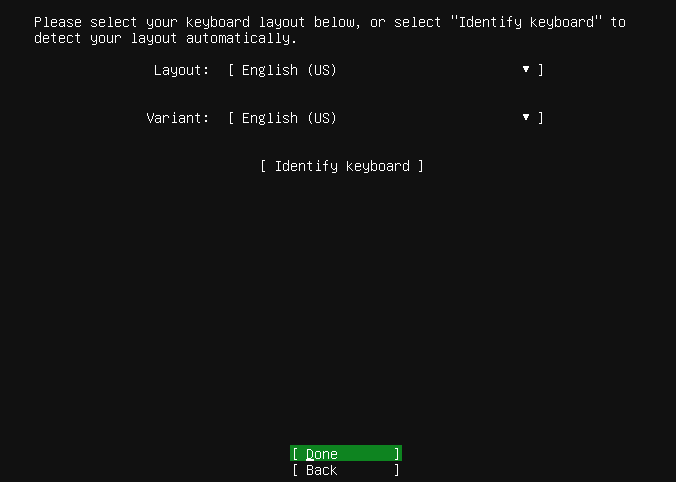 Please select your keyboard layout below, or select "Identify keyboard" to
detect your layout automatically.
Layout: [ English (US) ▼ ]
Variant: [ English (US) ▼ ]
[ Identify keyboard ]
[ Done ]
[ Back ]